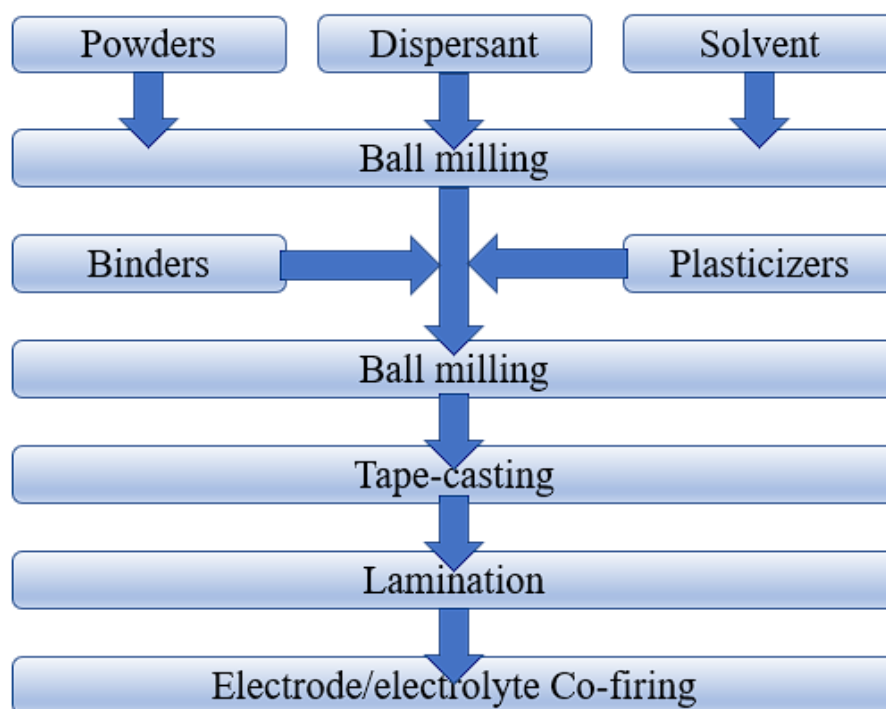 Powders
Dispersant
Solvent
Ball milling
Binders
Plasticizers
Ball milling
Tape-casting
Lamination
Electrode/electrolyte Co-firing